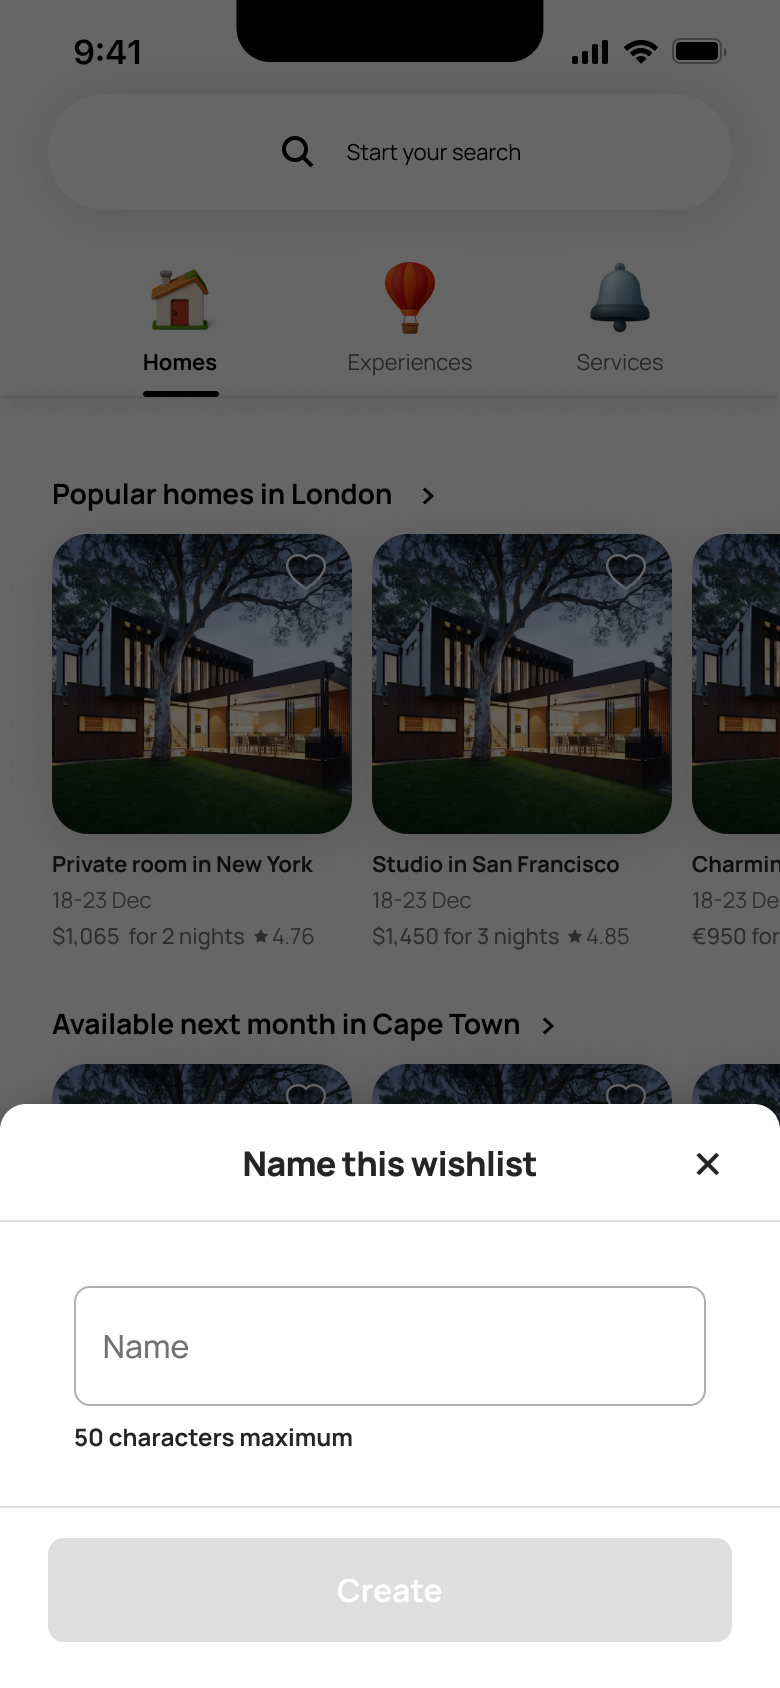 9:41
Start your search
Homes
Experiences
Services
Popular homes in London
Private room in New York
18-23 Dec
$1,065 for 2 nights ★4.76
Studio in San Francisco
18-23 Dec
$1,450 for 3 nights ★4.85
Charmin
18-23 De
€950 for
Available next month in Cape Town
Name this wishlist
Name
50 characters maximum
Create